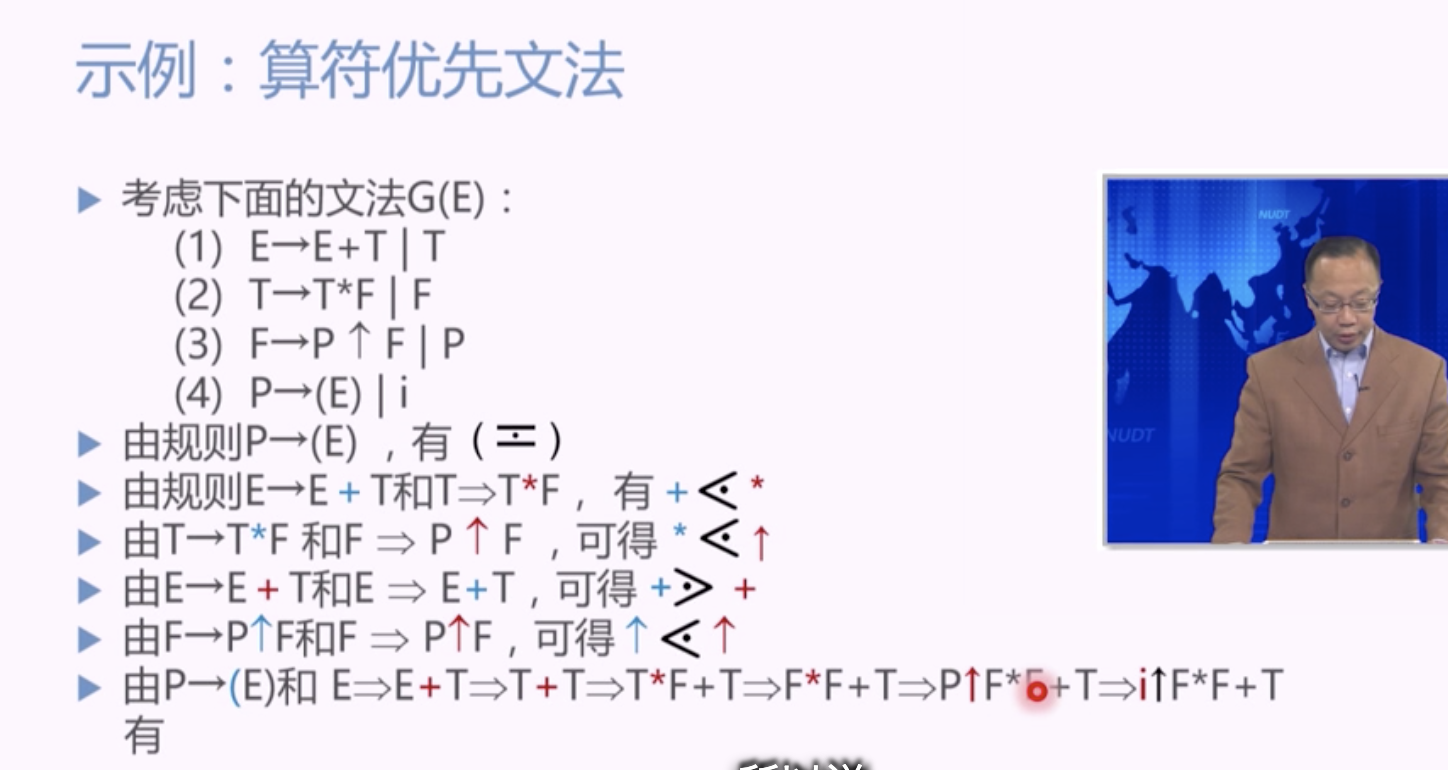 示例：算符优先文法
考虑下面的文法G(E)：
(1) E→E+T | T
(2) T→T*F | F
(3) F→P↑F | P
(4) P→(E) | i
由规则P→(E)，有 ( ≖ )
由规则E→E + T和T⇒T*F， 有 + ⋖ *
由T→T*F 和F ⇒ P ↑ F ，可得 * ⋖ ↑
由E→E + T和E ⇒ E+T，可得 +⋗ +
由F→P↑F和F ⇒ P↑F，可得↑ ⋖ ↑
由P→(E)和 E⇒E+T⇒T+T⇒T*F+T⇒F*F+T⇒P↑F*F+T⇒i↑F*F+T
有
NUDT
NUDT